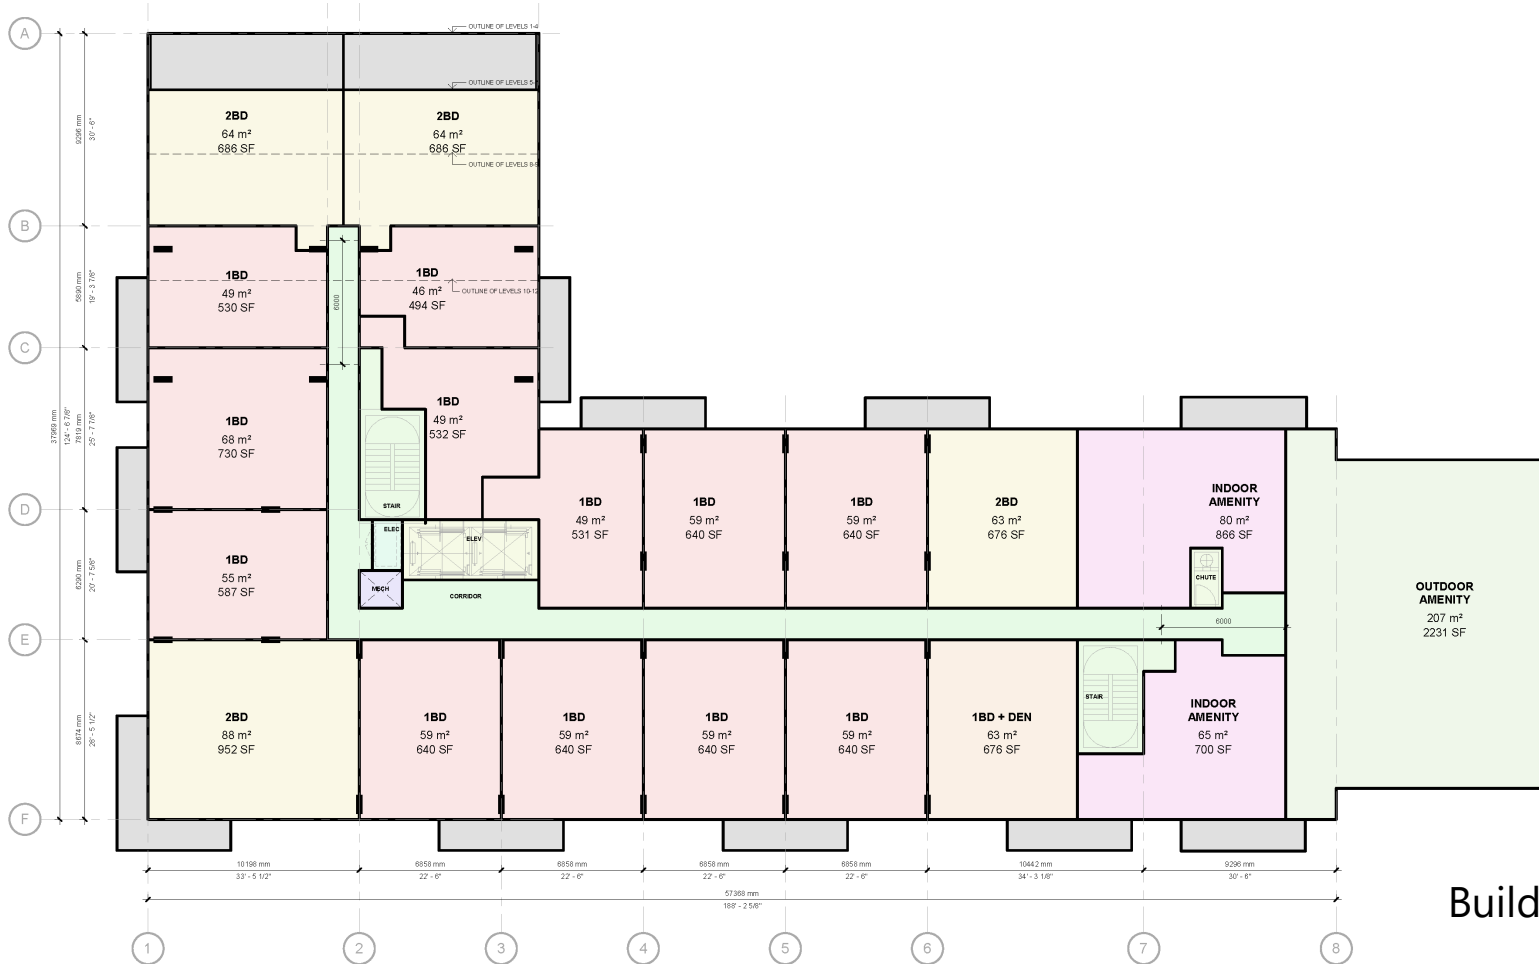 OUTLINE OF LEVELS 1-4
A
OUTLINE OF LEVELS 5-
2BD
64 m²
686 SF
2BD
64 m²
686 SF
OUTLINE OF LEVELS 8-9
9296 mm
30' - 6"
B
1BD
49 m²
530 SF
1BD
46 m²
494 SF
OUTLINE OF LEVELS 10-12
6000
5890 mm
19' - 3 7/8"
C
1BD
68 m²
730 SF
1BD
49 m²
532 SF
37969 mm
124' - 6 7/8"
7819 mm
25' - 7 7/8"
STAIR
D
ELEC
ELEV
MECH
CORRIDOR
1BD
49 m²
531 SF
1BD
59 m²
640 SF
1BD
59 m²
640 SF
2BD
63 m²
676 SF
INDOOR
AMENITY
80 m²
866 SF
CHUTE
6000
OUTDOOR
AMENITY
207 m²
2231 SF
1BD
55 m²
587 SF
6290 mm
20' - 7 5/8"
E
2BD
88 m²
952 SF
1BD
59 m²
640 SF
1BD
59 m²
640 SF
1BD
59 m²
640 SF
1BD
59 m²
640 SF
1BD + DEN
63 m²
676 SF
STAIR
INDOOR
AMENITY
65 m²
700 SF
8674 mm
28' - 5 1/2"
F
10198 mm
33' - 5 1/2"
6858 mm
22' - 6"
6858 mm
22' - 6"
6858 mm
22' - 6"
6858 mm
22' - 6"
10442 mm
34' - 3 1/8"
9296 mm
30' - 6"
57368 mm
188' - 2 5/8"
Build
1
2
3
4
5
6
7
8